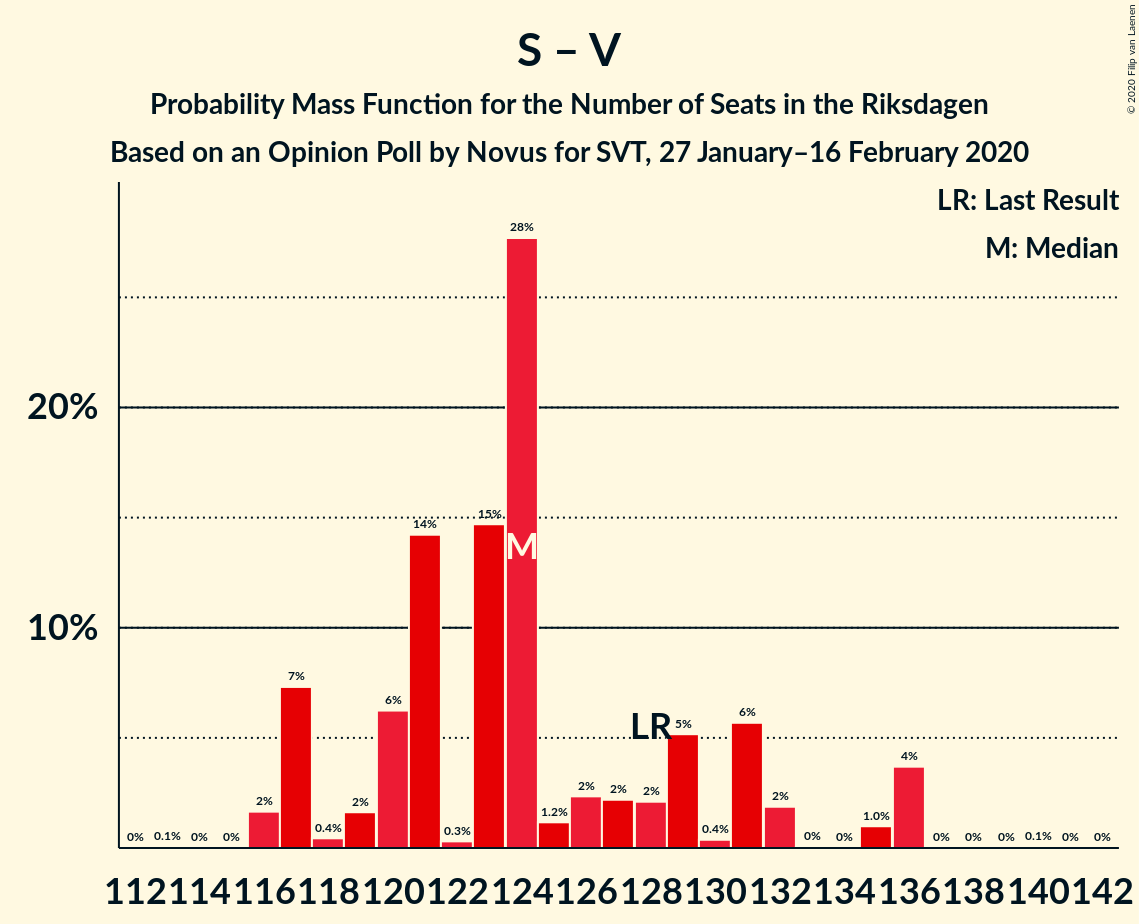 S – V
Probability Mass Function for the Number of Seats in the Riksdagen
Based on an Opinion Poll by Novus for SVT, 27 January–16 February 2020
© 2020 Filip van Laenen
LR: Last Result
M: Median
20%
10%
0% 0.1% 0% 0% 2% 7% 0.4% 2% 6% 14% 0.3% 15% 28% 1.2% 2% 2% 2% 5% 0.4% 6% 2% 0% 0% 1.0% 4% 0% 0% 0% 0.1% 0% 0%
M
LR
112 114 116 118 120 122 124 126 128 130 132 134 136 138 140 142